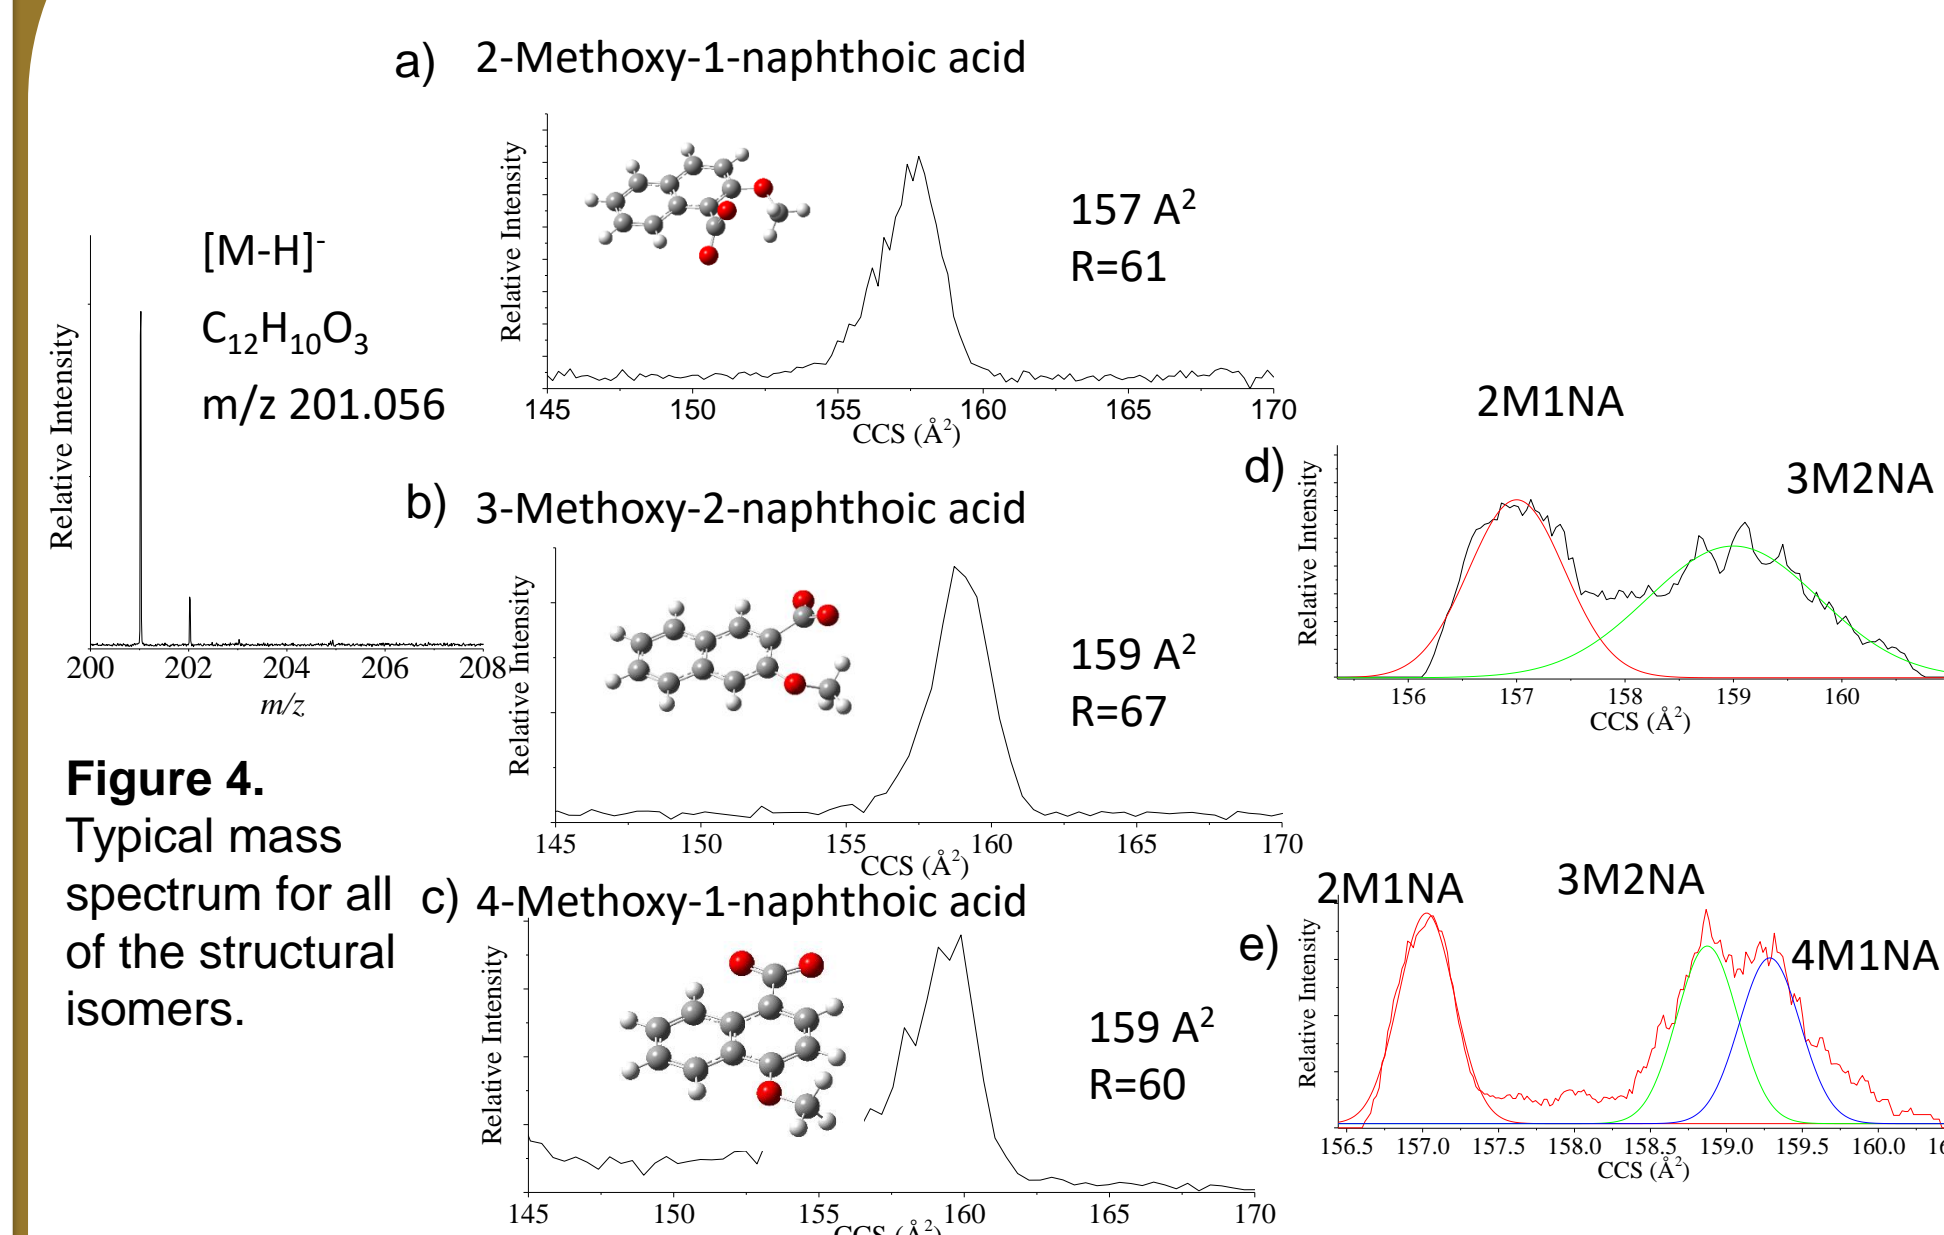 a) 2-Methoxy-1-naphthoic acid
Relative Intensity
157 A²
R=61
145 150 155 160 165 170
CCS (Å²)
[M-H]⁻
C₁₂H₁₀O₃
m/z 201.056
Relative Intensity
200 202 204 206 208
m/z
b) 3-Methoxy-2-naphthoic acid
Relative Intensity
159 A²
R=67
145 150 155 160 165 170
CCS (Å²)
c) 4-Methoxy-1-naphthoic acid
Relative Intensity
159 A²
R=60
145 150 155 160 165 170
CCS (Å²)
2M1NA
d)
3M2NA
Relative Intensity
156 157 158 159 160
CCS (Å²)
2M1NA 3M2NA
e)
4M1NA
Relative Intensity
156.5 157.0 157.5 158.0 158.5 159.0 159.5 160.0
CCS (Å²)
Figure 4.
Typical mass
spectrum for all
of the structural
isomers.